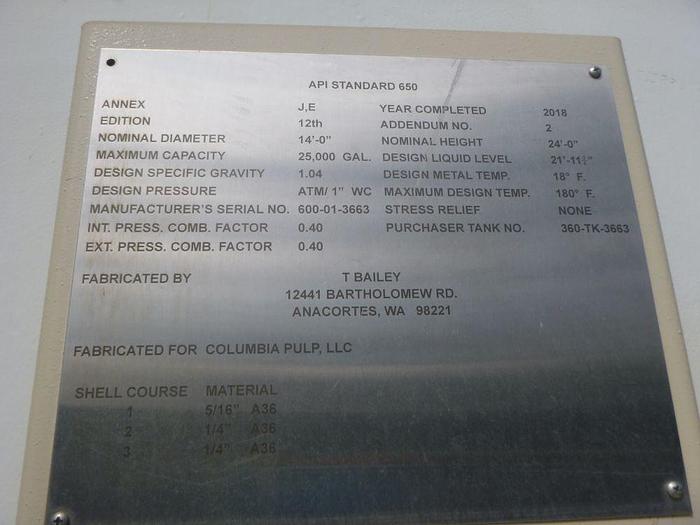 API STANDARD 650
ANNEX J,E YEAR COMPLETED 2018
EDITION 12th ADDENDUM NO. 2
NOMINAL DIAMETER 14'-0" NOMINAL HEIGHT 24'-0"
MAXIMUM CAPACITY 25,000 GAL. DESIGN LIQUID LEVEL 21'-11½"
DESIGN SPECIFIC GRAVITY 1.04 DESIGN METAL TEMP. 18° F.
DESIGN PRESSURE ATM/ 1" WC MAXIMUM DESIGN TEMP. 180° F.
MANUFACTURER'S SERIAL NO. 600-01-3663 STRESS RELIEF NONE
INT. PRESS. COMB. FACTOR 0.40 PURCHASER TANK NO. 360-TK-3663
EXT. PRESS. COMB. FACTOR 0.40
FABRICATED BY T BAILEY
12441 BARTHOLOMEW RD.
ANACORTES, WA 98221
FABRICATED FOR COLUMBIA PULP, LLC
SHELL COURSE MATERIAL
1 5/16" A36
2 1/4" A36
3 1/4" A36